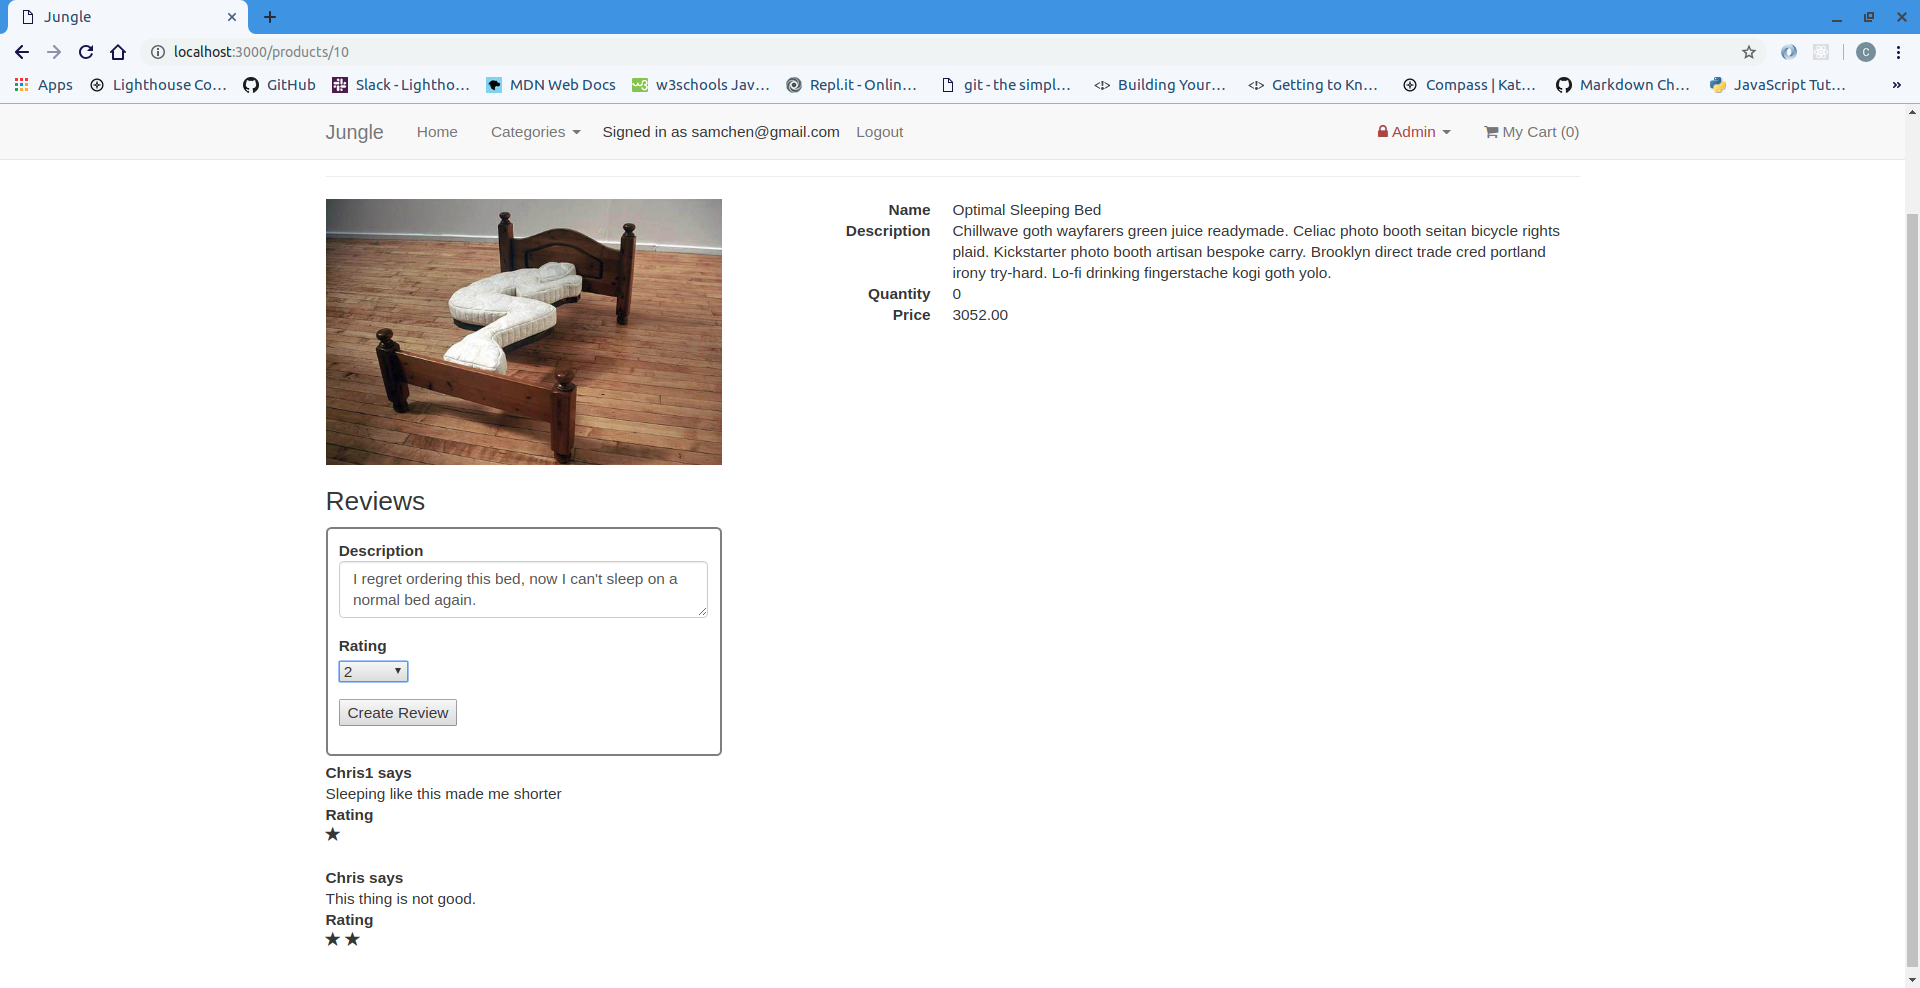 Jungle
localhost:3000/products/10
C
Apps Lighthouse Co... GitHub Slack - Lightho... MDN Web Docs w3schools Jav... Repl.it - Onlin... git - the simpl... Building Your... Getting to Kn... Compass | Kat... Markdown Ch... JavaScript Tut... »
Jungle Home Categories Signed in as samchen@gmail.com Logout Admin My Cart (0)
Name Optimal Sleeping Bed
Description Chillwave goth wayfarers green juice readymade. Celiac photo booth seitan bicycle rights
plaid. Kickstarter photo booth artisan bespoke carry. Brooklyn direct trade cred portland
irony try-hard. Lo-fi drinking fingerstache kogi goth yolo.
Quantity 0
Price 3052.00
Reviews
Description
I regret ordering this bed, now I can't sleep on a
normal bed again.
Rating
2
Create Review
Chris1 says
Sleeping like this made me shorter
Rating
★
Chris says
This thing is not good.
Rating
★ ★